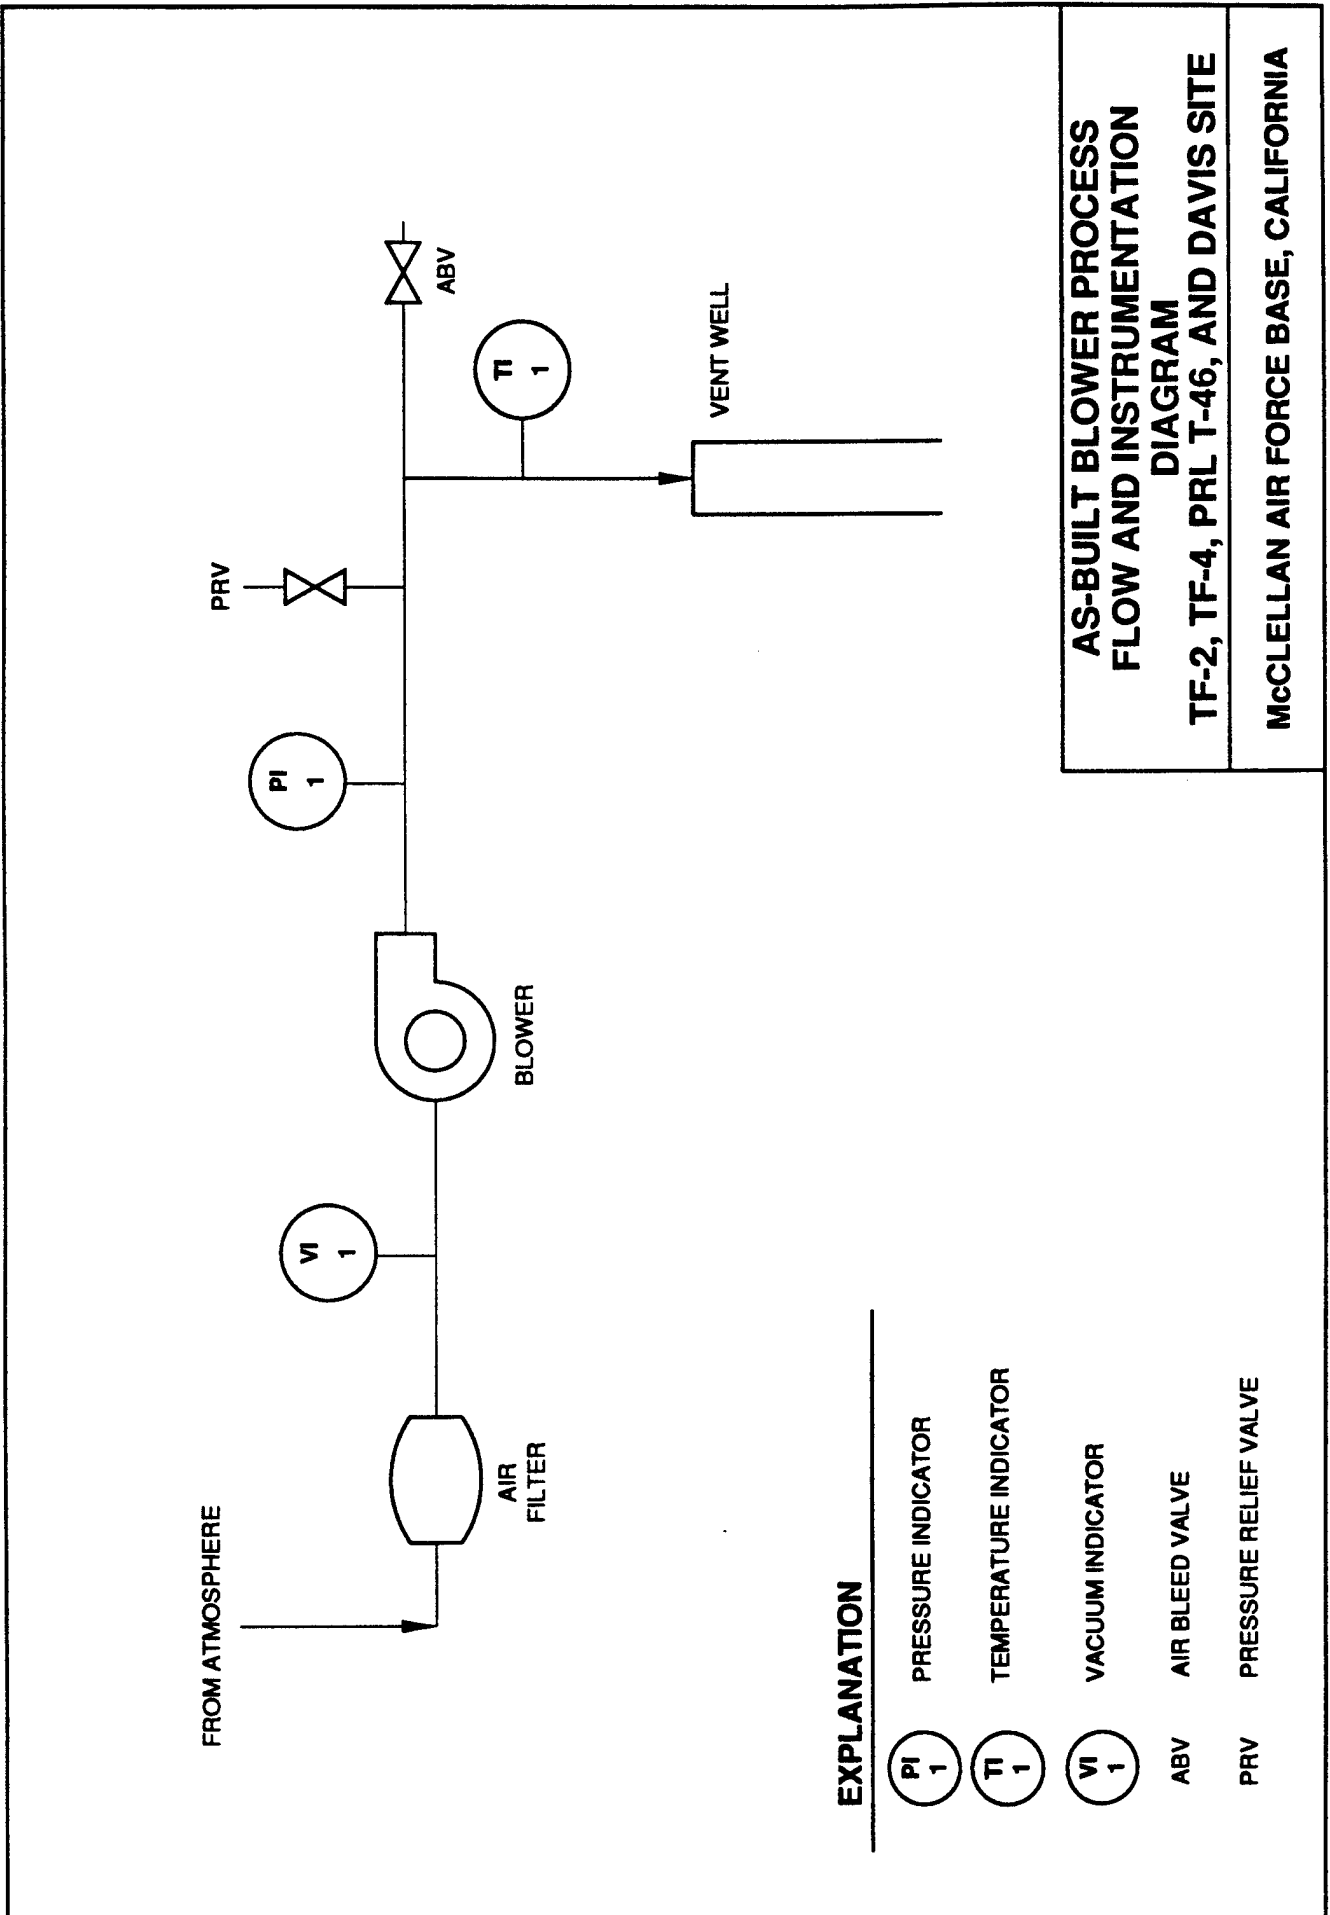 FROM ATMOSPHERE
AIR
FILTER
VI
1
BLOWER
PI
1
PRV
TI
1
ABV
VENT WELL
EXPLANATION
PI
1
PRESSURE INDICATOR
TI
1
TEMPERATURE INDICATOR
VI
1
VACUUM INDICATOR
ABV AIR BLEED VALVE
PRV PRESSURE RELIEF VALVE
AS-BUILT BLOWER PROCESS
FLOW AND INSTRUMENTATION
DIAGRAM
TF-2, TF-4, PRL T-46, AND DAVIS SITE
McCLELLAN AIR FORCE BASE, CALIFORNIA